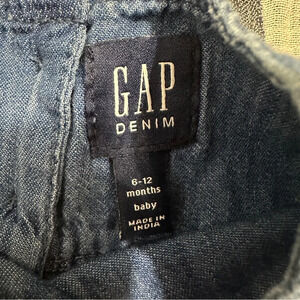 GAP
DENIM
6-12
months
baby
MADE IN
INDIA